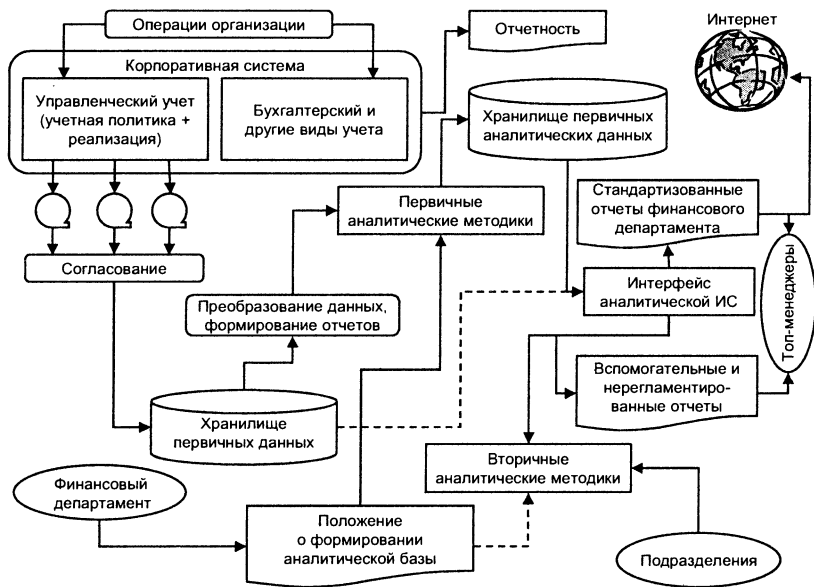 Операции организации
Отчетность
Интернет
Корпоративная система
Управленческий учет
(учетная политика +
реализация)
Бухгалтерский и
другие виды учета
Хранилище первичных
аналитических данных
Первичные
аналитические методики
Стандартизованные
отчеты финансового
департамента
Согласование
Интерфейс
аналитической ИС
Топ-менеджеры
Преобразование данных,
формирование отчетов
Вспомогательные и
нерегламентиро-
ванные отчеты
Хранилище
первичных данных
Вторичные
аналитические методики
Финансовый
департамент
Положение
о формировании
аналитической базы
Подразделения